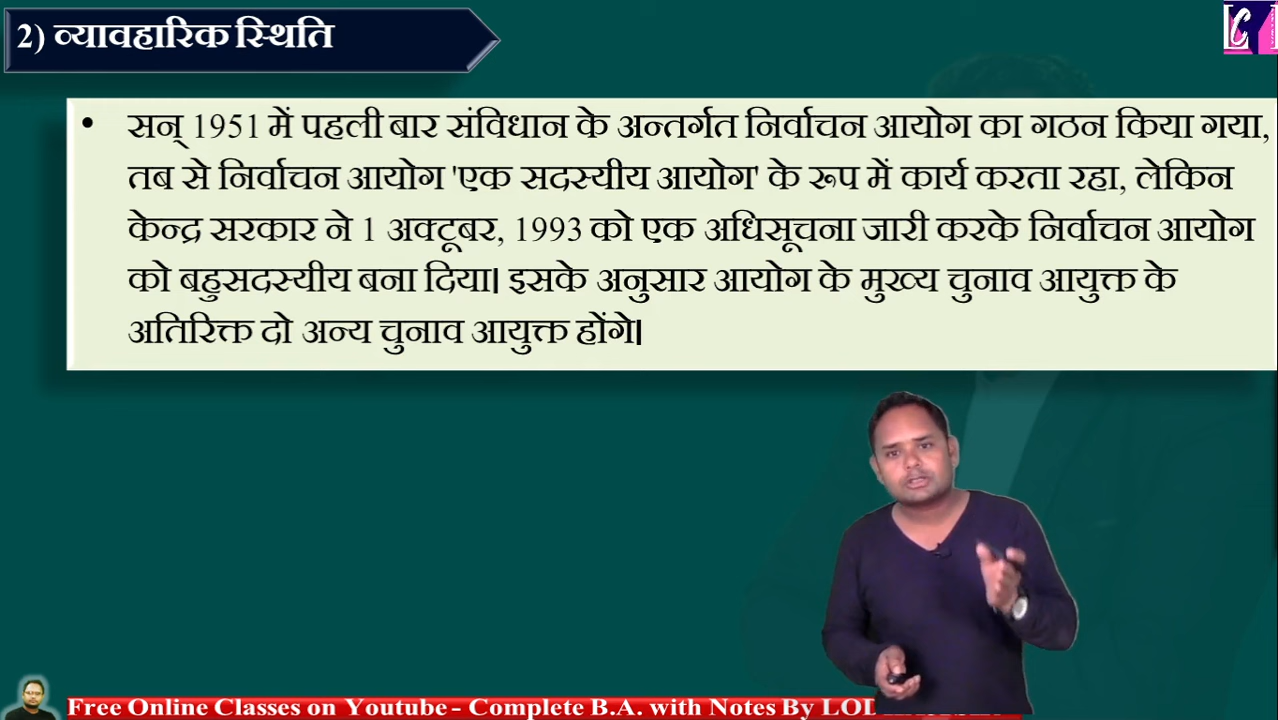 2) व्यावहारिक स्थिति
• सन् 1951 में पहली बार संविधान के अन्तर्गत निर्वाचन आयोग का गठन किया गया,
तब से निर्वाचन आयोग 'एक सदस्यीय आयोग' के रूप में कार्य करता रहा, लेकिन
केन्द्र सरकार ने 1 अक्टूबर, 1993 को एक अधिसूचना जारी करके निर्वाचन आयोग
को बहुसदस्यीय बना दिया। इसके अनुसार आयोग के मुख्य चुनाव आयुक्त के
अतिरिक्त दो अन्य चुनाव आयुक्त होंगे।
Free Online Classes on Youtube - Complete B.A. with Notes By